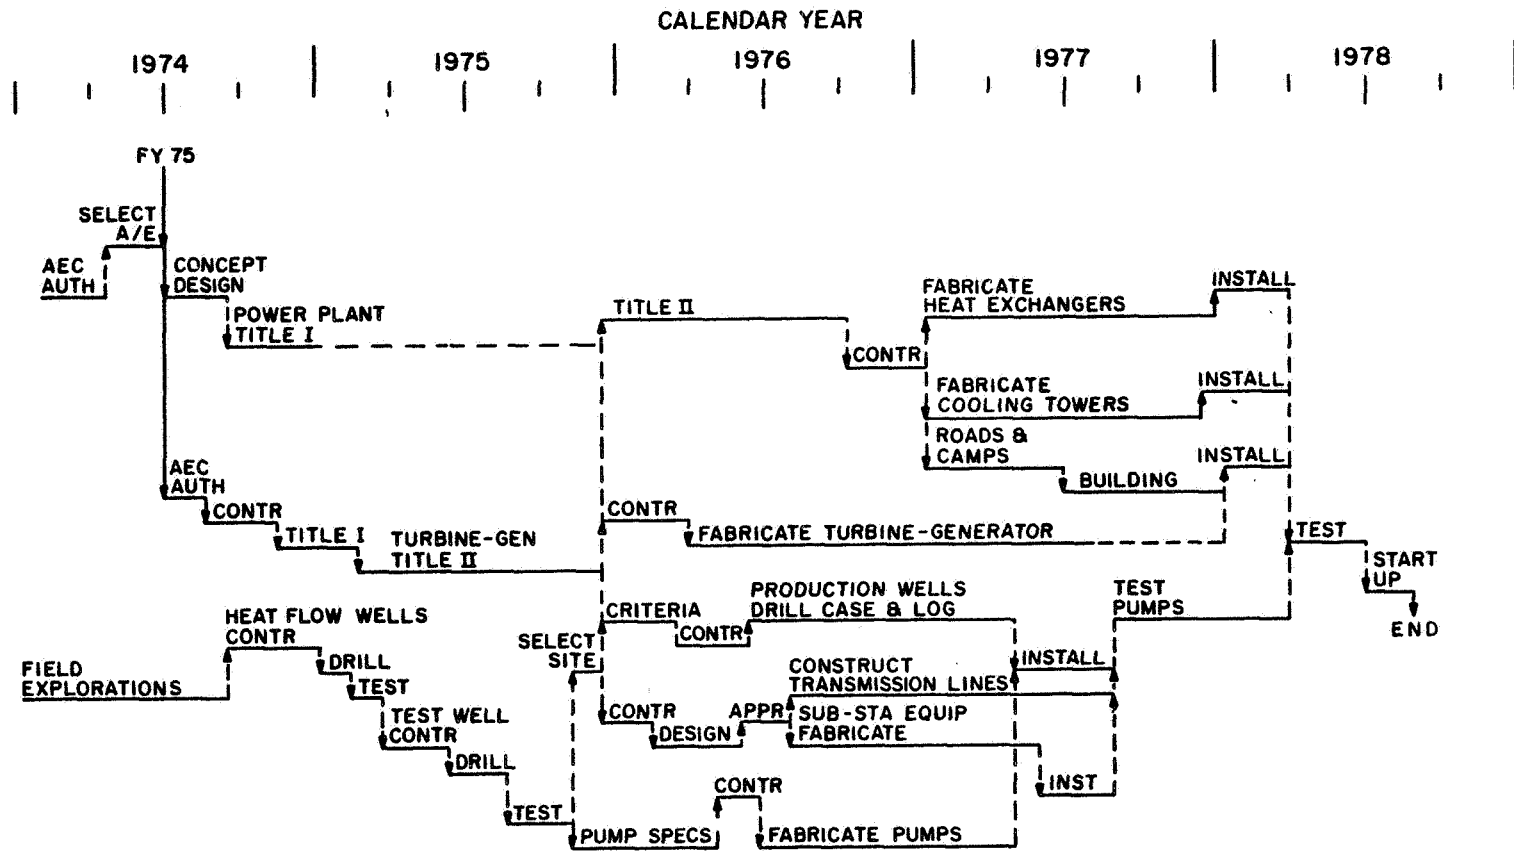 CALENDAR YEAR
1974
1975
1976
1977
1978
FY 75
SELECT
A/E
AEC
AUTH
CONCEPT
DESIGN
POWER PLANT
TITLE I
TITLE II
CONTR
FABRICATE
HEAT EXCHANGERS
INSTALL
FABRICATE
COOLING TOWERS
INSTALL
ROADS &
CAMPS
BUILDING
INSTALL
AEC
AUTH
CONTR
TITLE I
TURBINE-GEN
TITLE II
CONTR
FABRICATE TURBINE-GENERATOR
TEST
START
UP
END
HEAT FLOW WELLS
CONTR
FIELD
EXPLORATIONS
DRILL
TEST
TEST WELL
CONTR
DRILL
TEST
SELECT
SITE
CRITERIA
CONTR
PRODUCTION WELLS
DRILL CASE & LOG
INSTALL
TEST
PUMPS
CONTR
DESIGN
APPR
CONSTRUCT
TRANSMISSION LINES
SUB-STA EQUIP
FABRICATE
INST
PUMP SPECS
CONTR
FABRICATE PUMPS